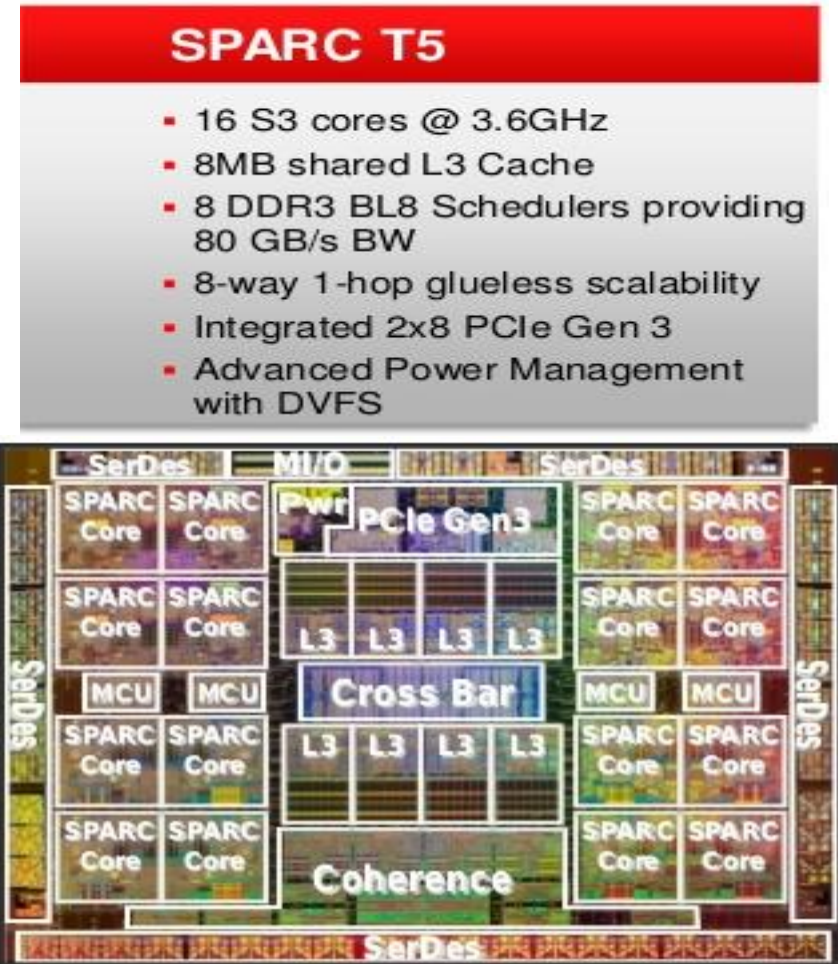 SPARC T5
16 S3 cores @ 3.6GHz
8MB shared L3 Cache
8 DDR3 BL8 Schedulers providing
80 GB/s BW
8-way 1-hop glueless scalability
Integrated 2x8 PCIe Gen 3
Advanced Power Management
with DVFS
SerDes MI/O SerDes
SPARC SPARC Pwr PCIe Gen3 SPARC SPARC
Core Core Core Core
SPARC SPARC SPARC SPARC
Core Core L3 L3 L3 L3 Core Core
SerDes MCU MCU Cross Bar MCU MCU SerDes
SPARC SPARC L3 L3 L3 L3 SPARC SPARC
Core Core Core Core
SPARC SPARC SPARC SPARC
Core Core Coherence Core Core
SerDes